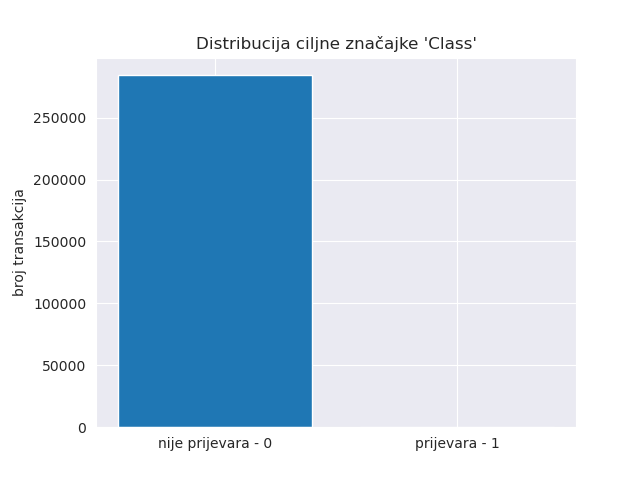 Distribucija ciljne značajke 'Class'
broj transakcija
250000
200000
150000
100000
50000
0
nije prijevara - 0
prijevara - 1